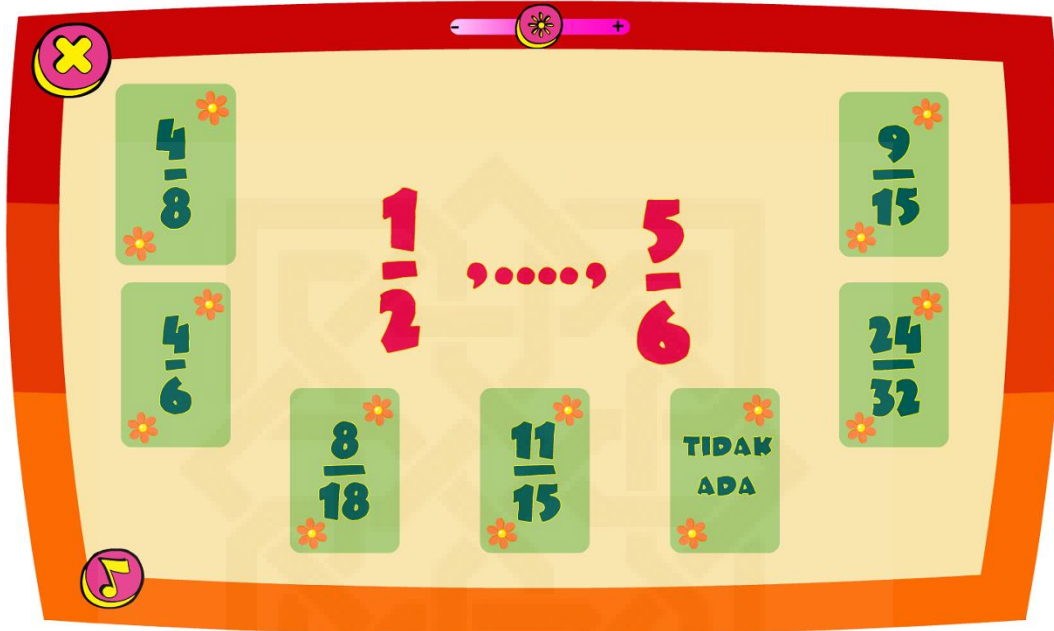 - +
4/8
9/15
1/2 ,....., 5/6
4/6
24/32
8/18
11/15
TIDAK
ADA